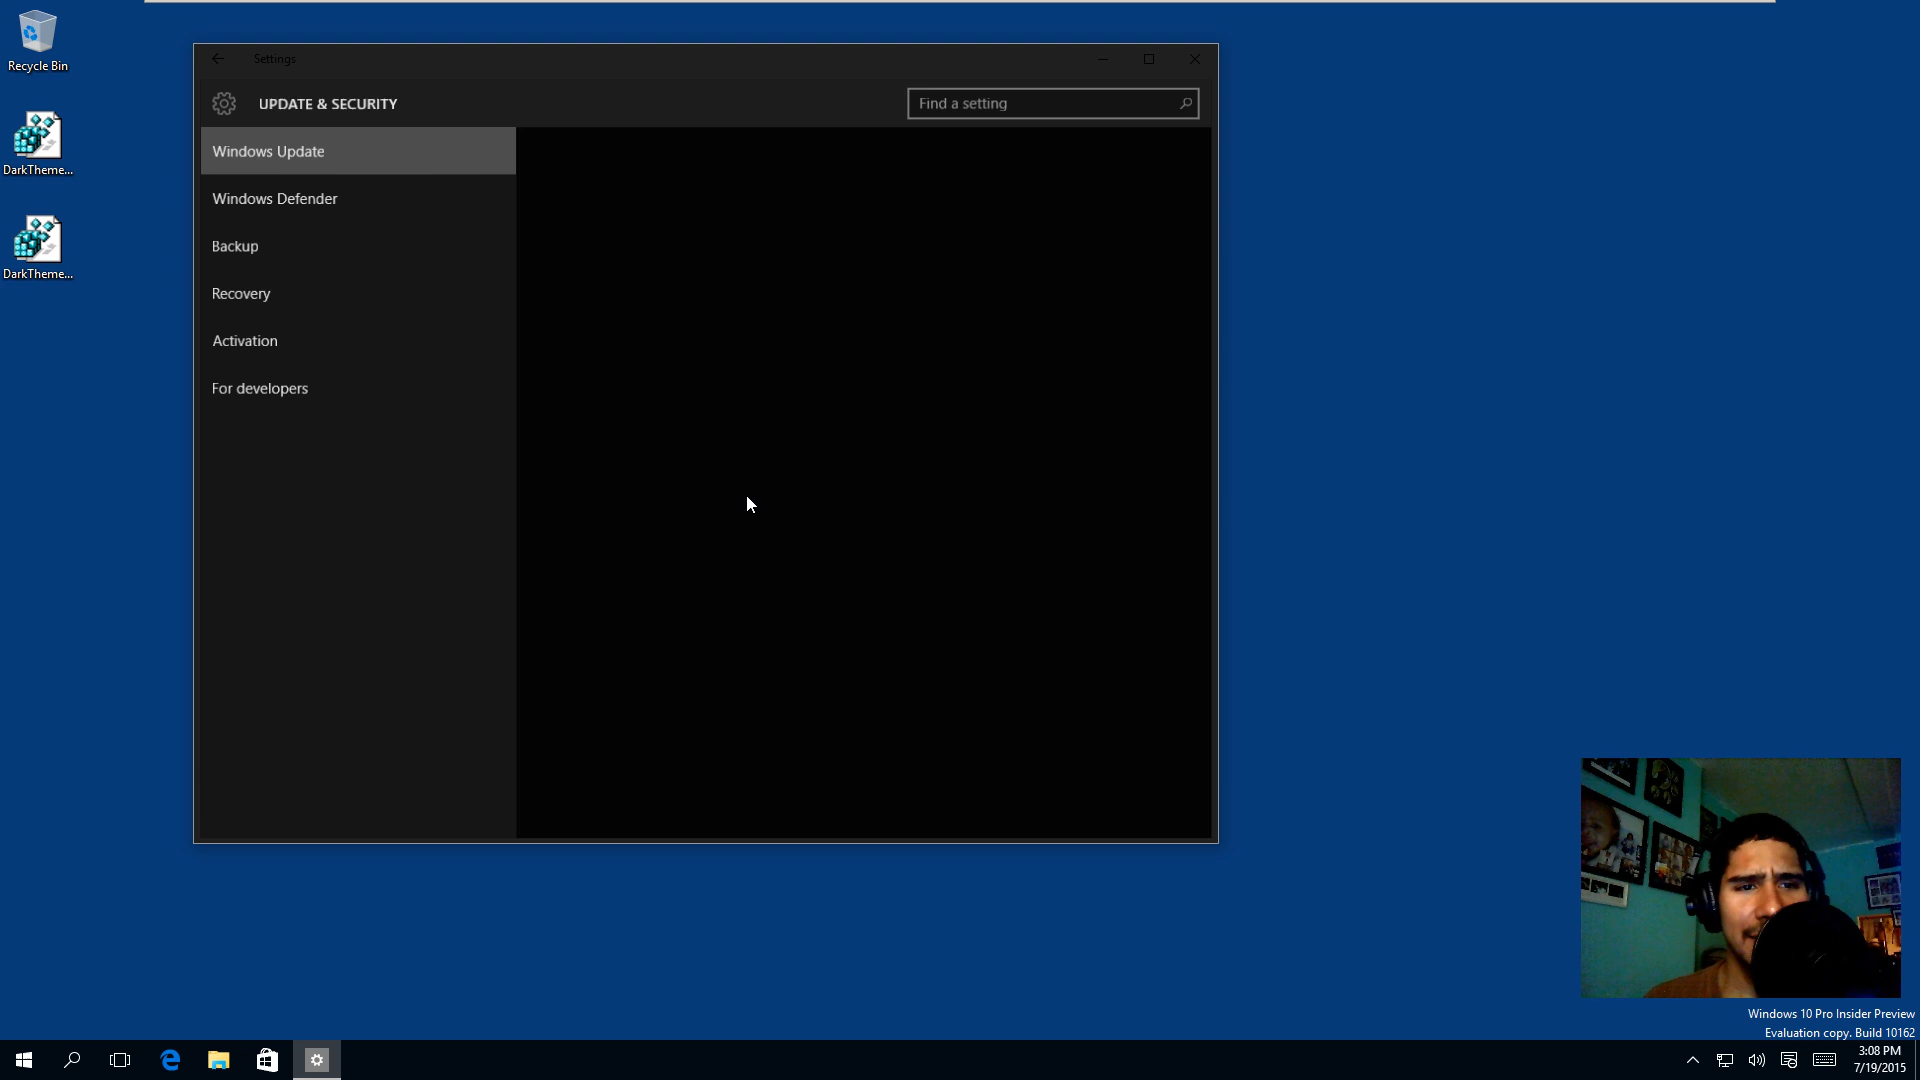 Recycle Bin
DarkTheme...
DarkTheme...
Settings
UPDATE & SECURITY
Find a setting
Windows Update
Windows Defender
Backup
Recovery
Activation
For developers
Windows 10 Pro Insider Preview
Evaluation copy. Build 10162
3:08 PM
7/19/2015